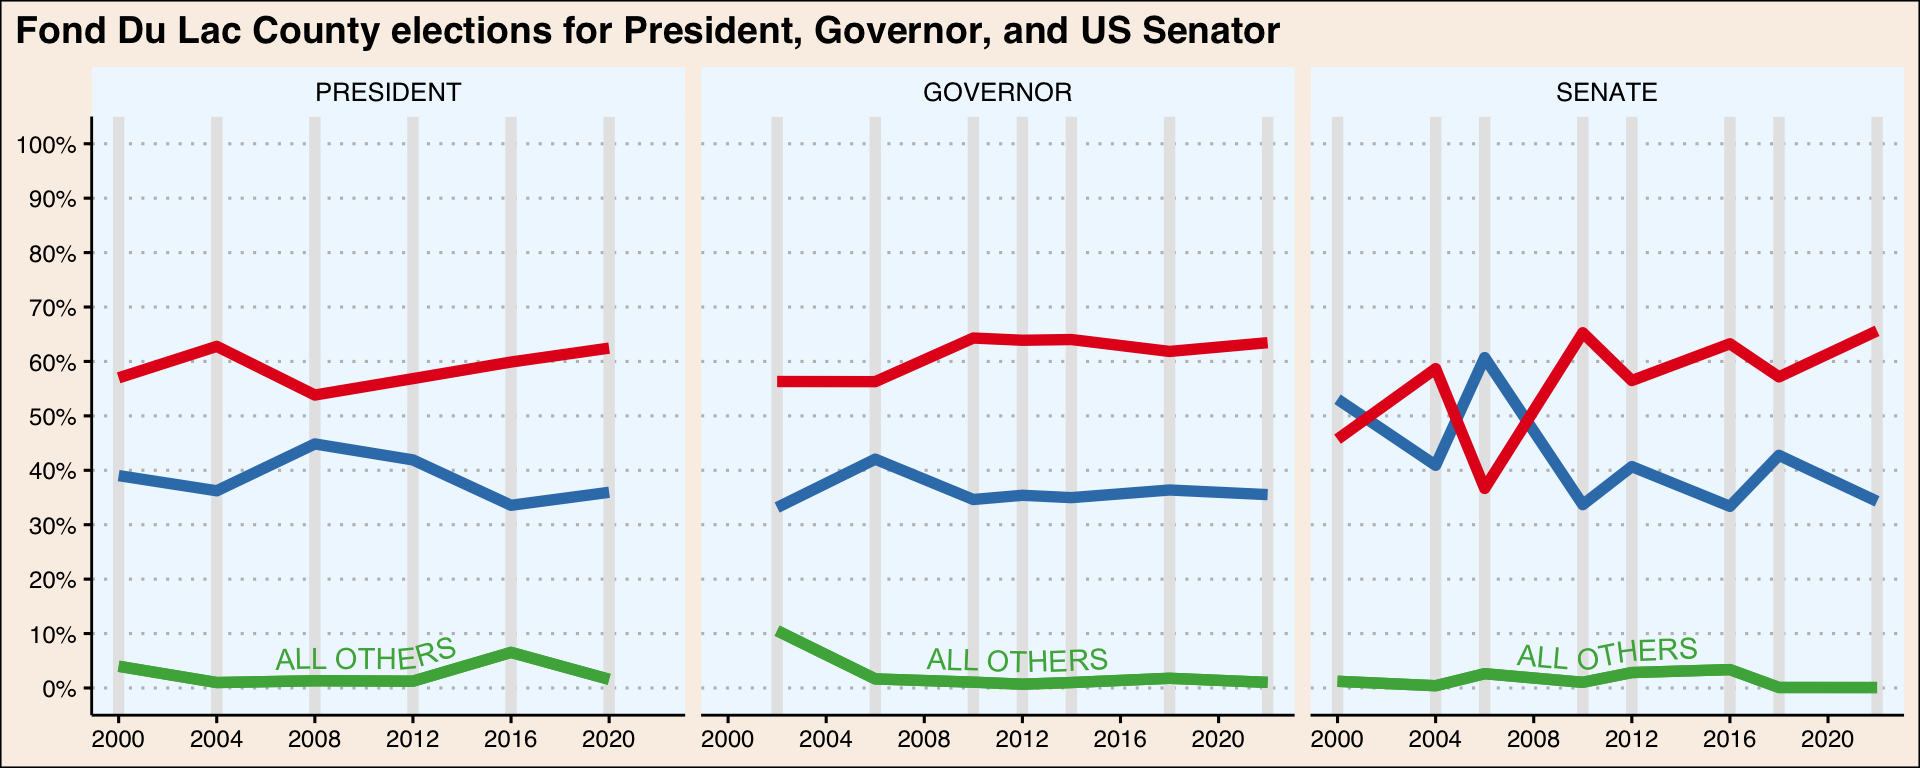 Fond Du Lac County elections for President, Governor, and US Senator
PRESIDENT
GOVERNOR
SENATE
100%
90%
80%
70%
60%
50%
40%
30%
20%
10%
0%
ALL OTHERS
ALL OTHERS
ALL OTHERS
2000 2004 2008 2012 2016 2020
2000 2004 2008 2012 2016 2020
2000 2004 2008 2012 2016 2020